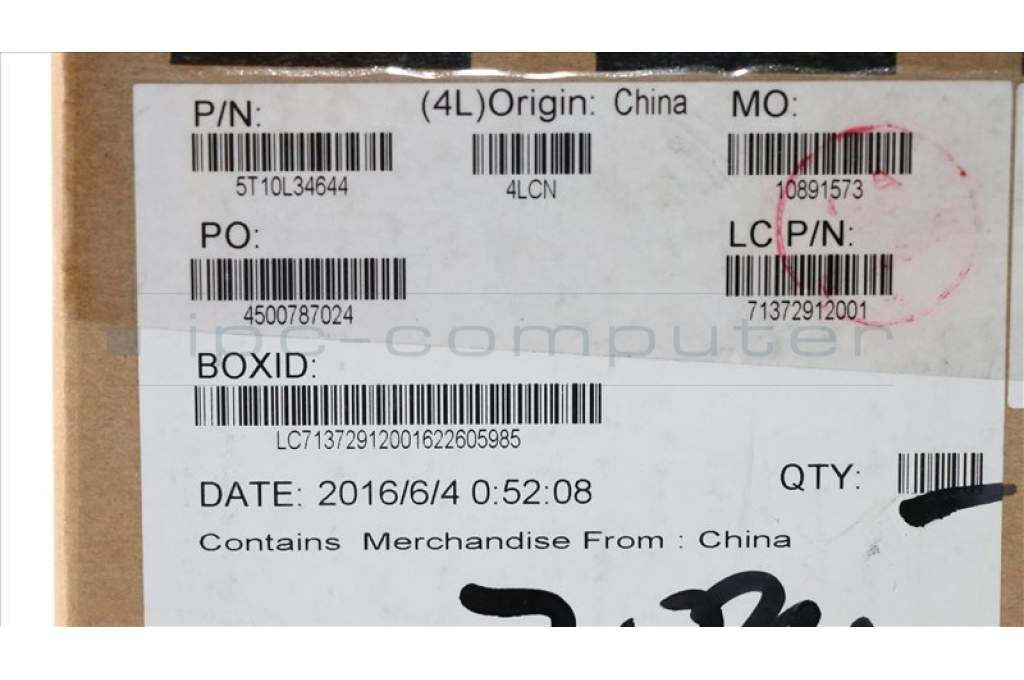 P/N: (4L)Origin: China MO:
5T10L34644 4LCN 10891573
PO: LC P/N:
4500787024 71372912001
ipc-computer
BOXID:
LC71372912001622605985
DATE: 2016/6/4 0:52:08 QTY:
Contains Merchandise From : China